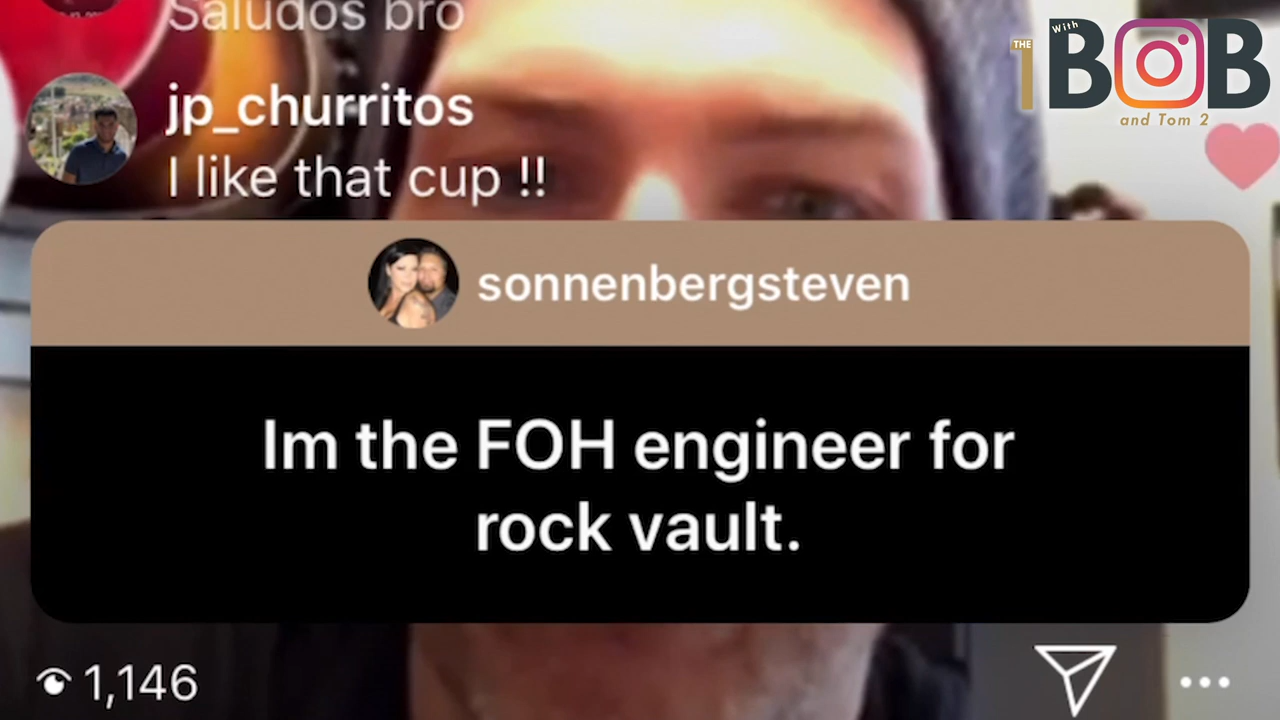 Saludos bro
jp_churritos
I like that cup !!
THE 1 With BOB
and Tom 2
sonnenbergsteven
Im the FOH engineer for
rock vault.
1,146